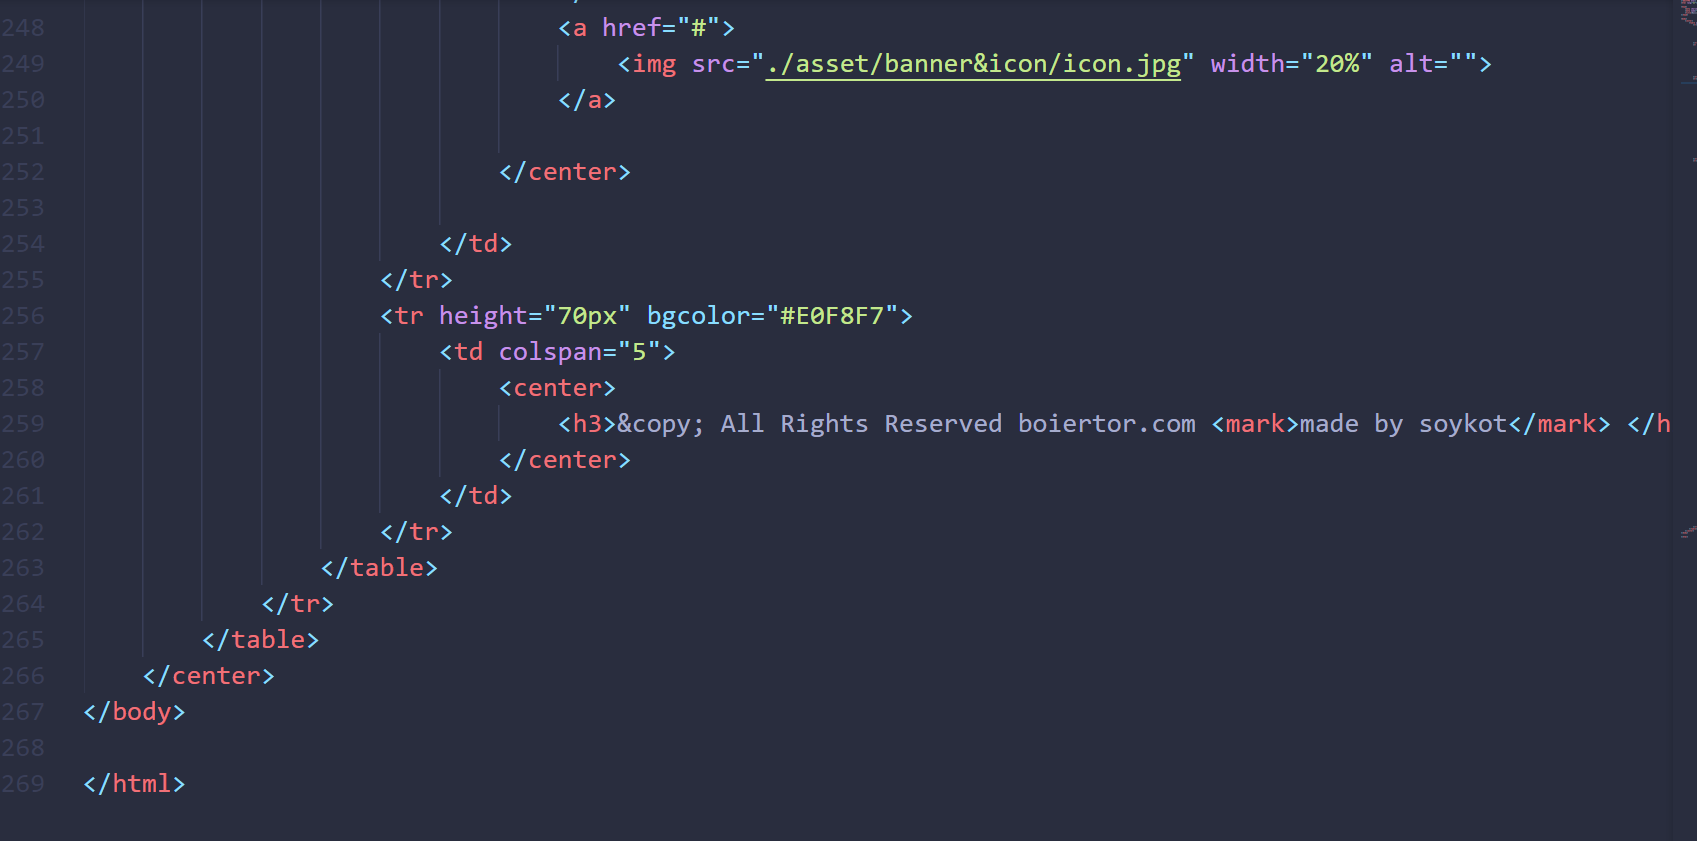 248 <a href="#">
249 <img src="./asset/banner&icon/icon.jpg" width="20%" alt="">
250 </a>
251
252 </center>
253
254 </td>
255 </tr>
256 <tr height="70px" bgcolor="#E0F8F7">
257 <td colspan="5">
258 <center>
259 <h3>&copy; All Rights Reserved boiertor.com <mark>made by soykot</mark> </h
260 </center>
261 </td>
262 </tr>
263 </table>
264 </tr>
265 </table>
266 </center>
267 </body>
268
269 </html>